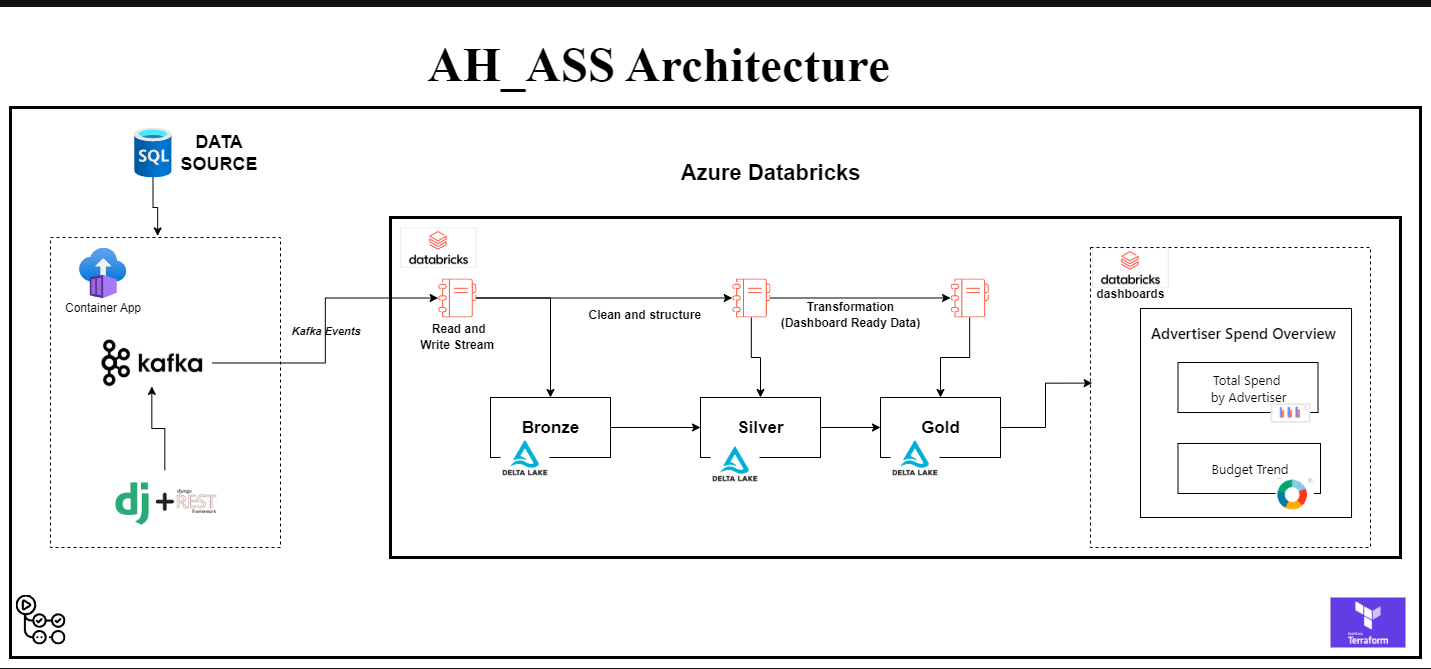 AH_ASS Architecture
SQL
DATA
SOURCE
Azure Databricks
Container App
kafka
Kafka Events
dj
+
django
REST
framework
databricks
Read and
Write Stream
Clean and structure
Transformation
(Dashboard Ready Data)
Bronze
DELTA LAKE
Silver
DELTA LAKE
Gold
DELTA LAKE
databricks
dashboards
Advertiser Spend Overview
Total Spend
by Advertiser
Budget Trend
HashiCorp
Terraform